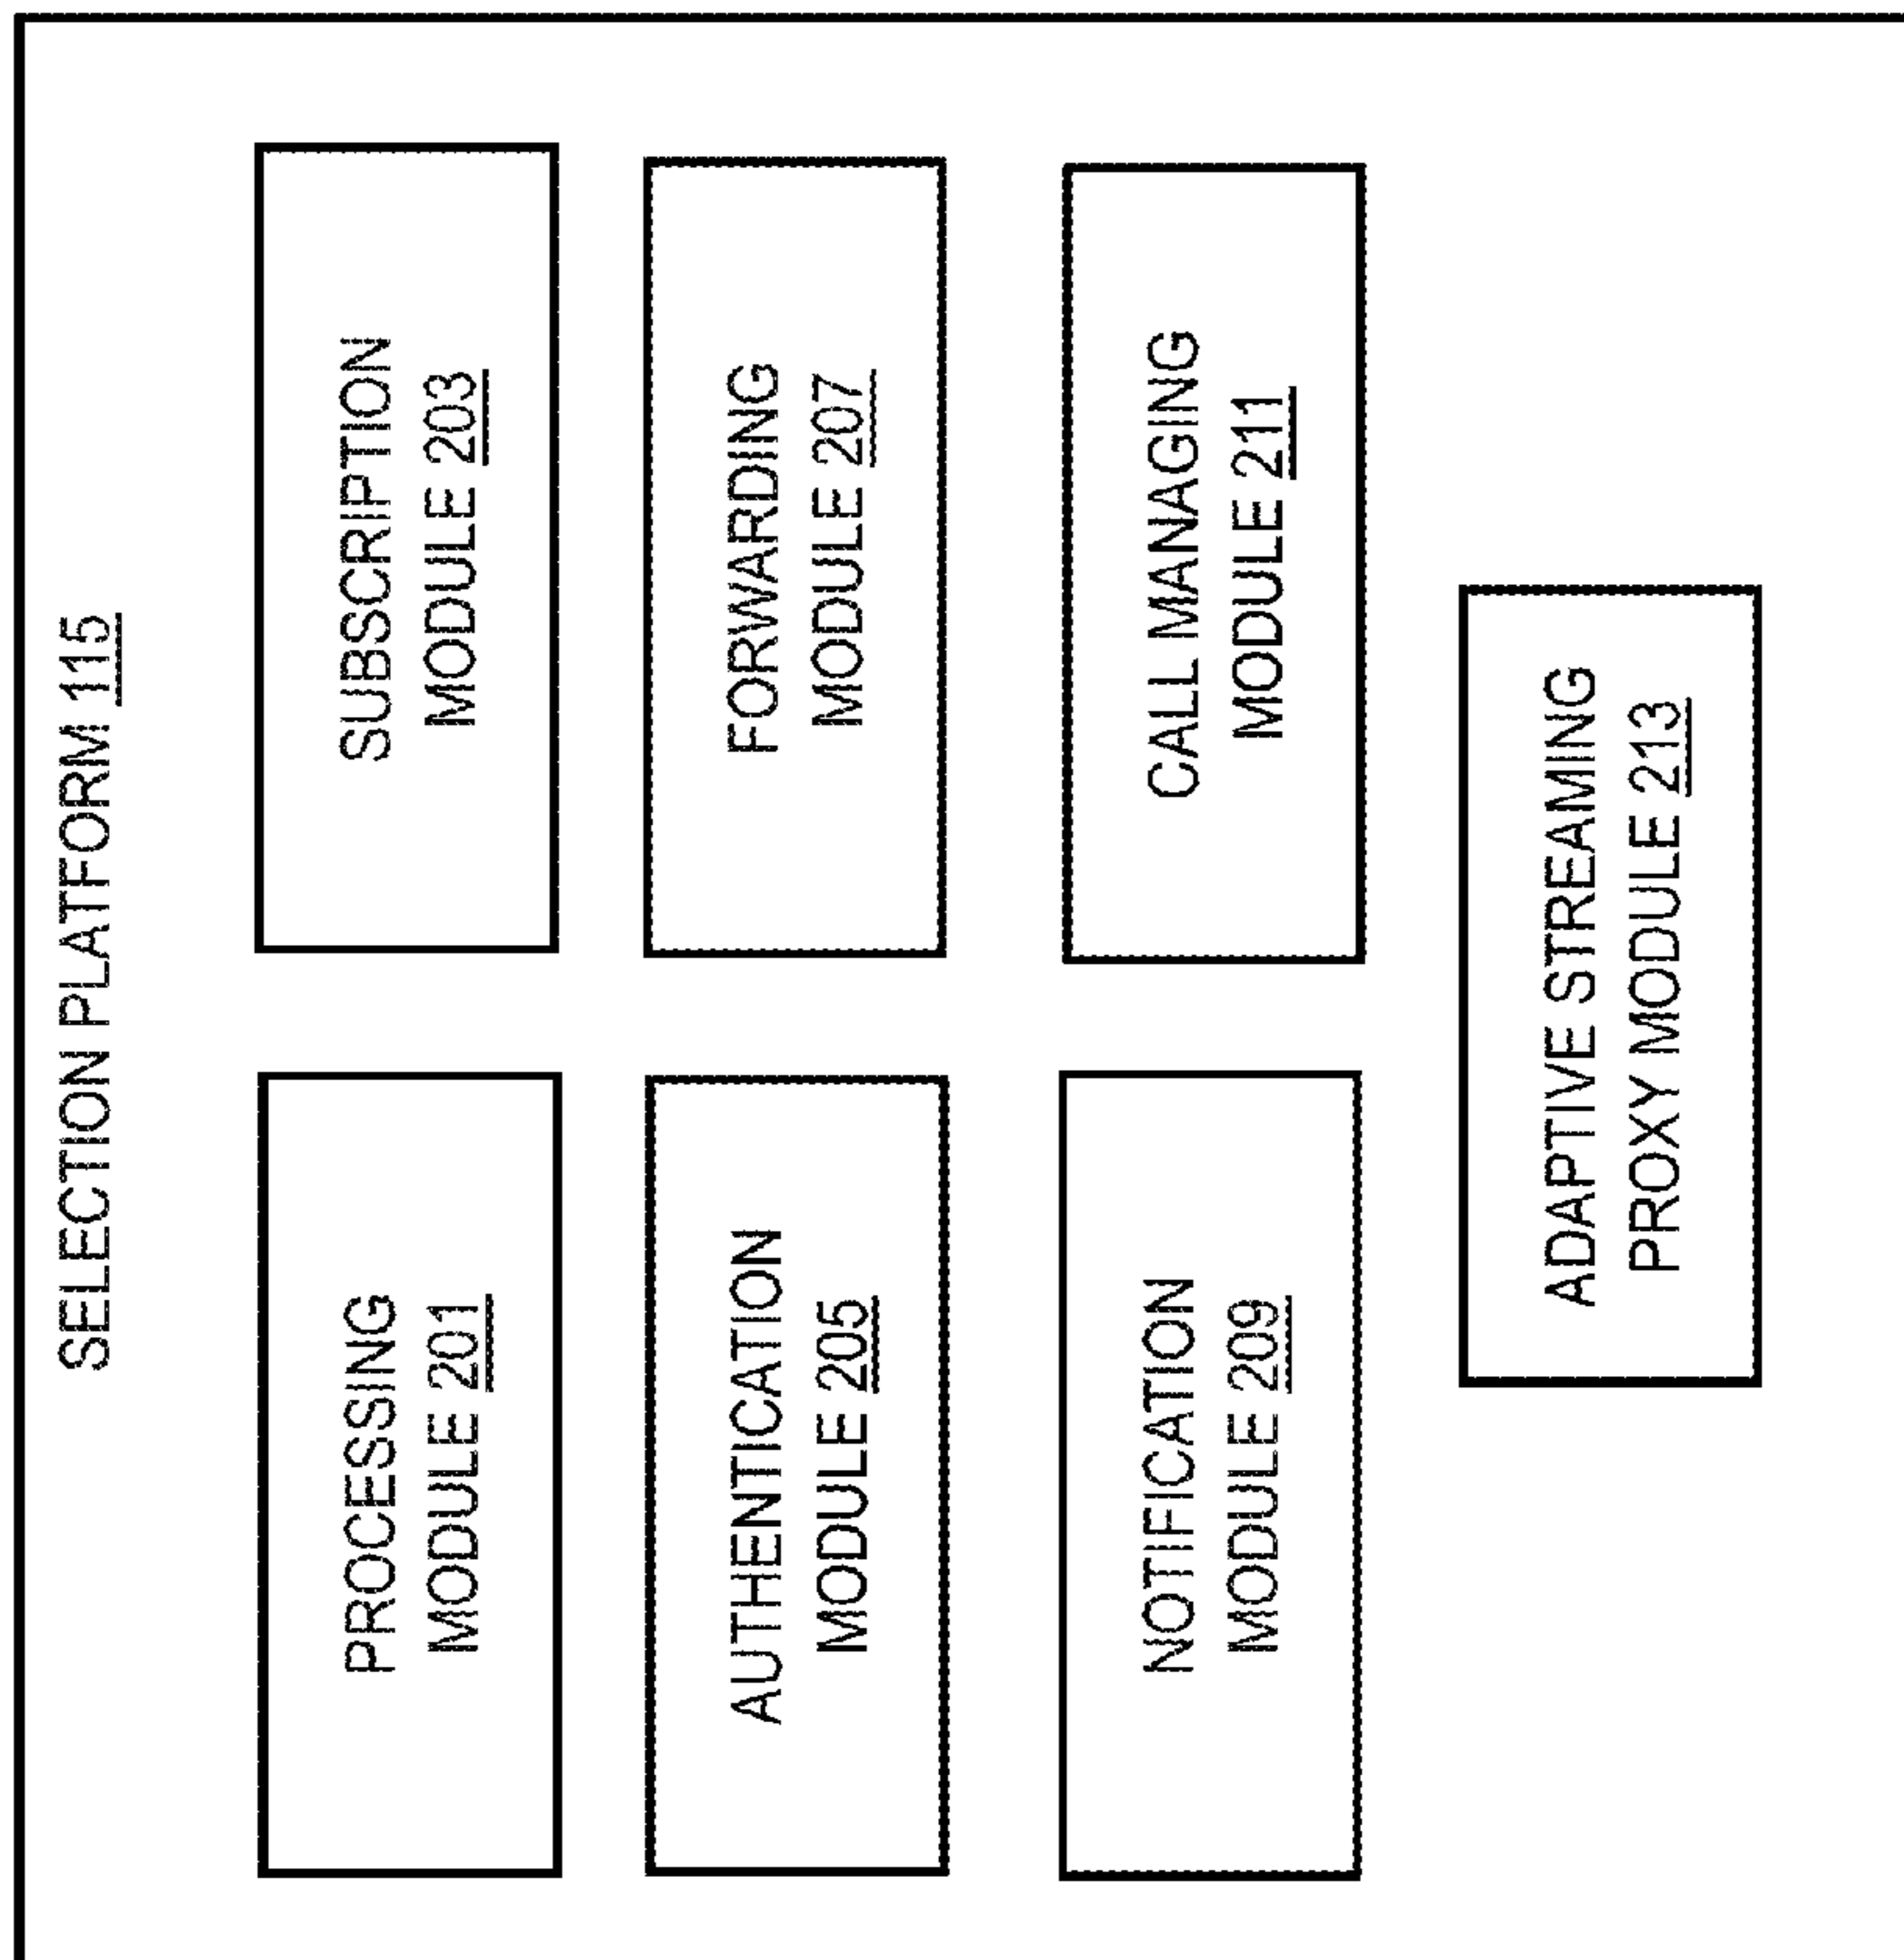 SELECTION PLATFORM 115
PROCESSING
MODULE 201
SUBSCRIPTION
MODULE 203
AUTHENTICATION
MODULE 205
FORWARDING
MODULE 207
NOTIFICATION
MODULE 209
CALL MANAGING
MODULE 211
ADAPTIVE STREAMING
PROXY MODULE 213